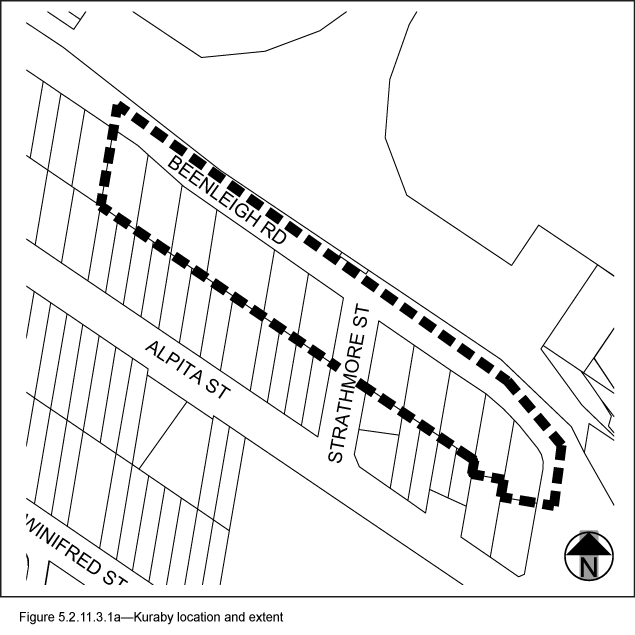 BEENLEIGH RD
STRATHMORE ST
ALPITA ST
WINIFRED ST
N
Figure 5.2.11.3.1a—Kuraby location and extent